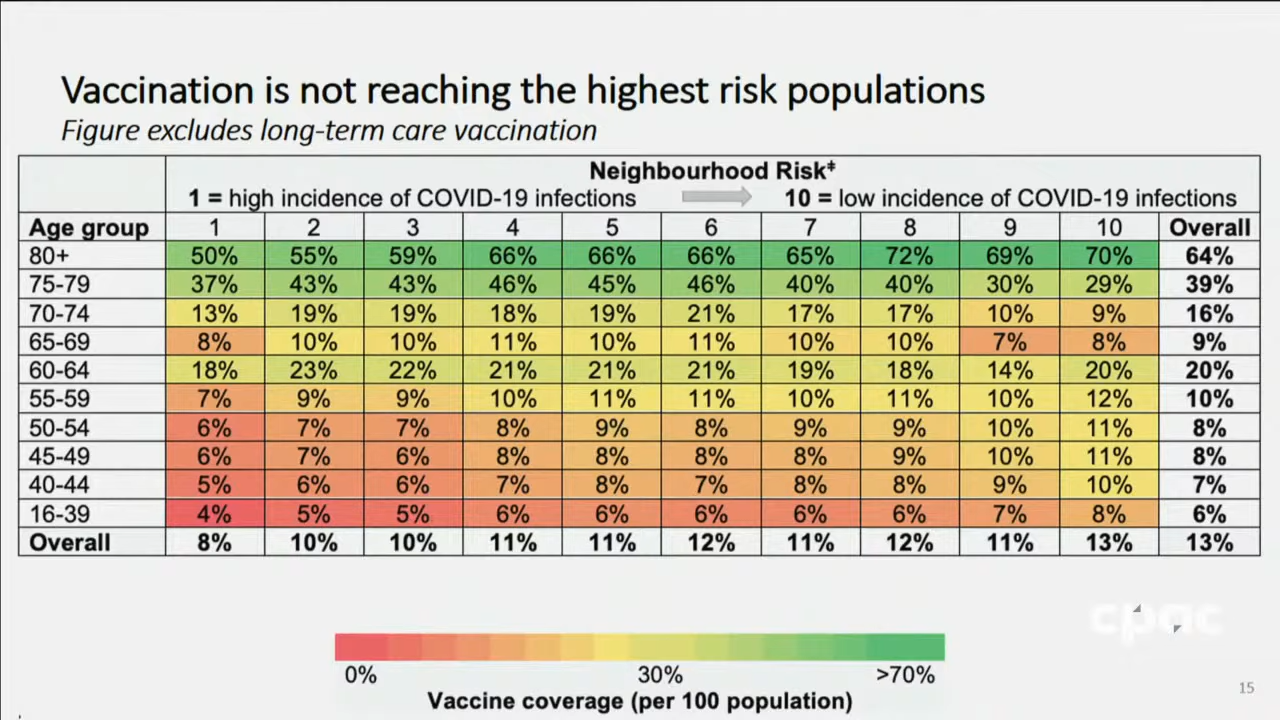 Vaccination is not reaching the highest risk populations
Figure excludes long-term care vaccination
Neighbourhood Risk‡
1 = high incidence of COVID-19 infections 10 = low incidence of COVID-19 infections
Age group 1 2 3 4 5 6 7 8 9 10 Overall
80+ 50% 55% 59% 66% 66% 66% 65% 72% 69% 70% 64%
75-79 37% 43% 43% 46% 45% 46% 40% 40% 30% 29% 39%
70-74 13% 19% 19% 18% 19% 21% 17% 17% 10% 9% 16%
65-69 8% 10% 10% 11% 10% 11% 10% 10% 7% 8% 9%
60-64 18% 23% 22% 21% 21% 21% 19% 18% 14% 20% 20%
55-59 7% 9% 9% 10% 11% 11% 10% 11% 10% 12% 10%
50-54 6% 7% 7% 8% 9% 8% 9% 9% 10% 11% 8%
45-49 6% 7% 6% 8% 8% 8% 8% 9% 10% 11% 8%
40-44 5% 6% 6% 7% 8% 7% 8% 8% 9% 10% 7%
16-39 4% 5% 5% 6% 6% 6% 6% 6% 7% 8% 6%
Overall 8% 10% 10% 11% 11% 12% 11% 12% 11% 13% 13%
cpac
0% 30% >70%
Vaccine coverage (per 100 population)
15